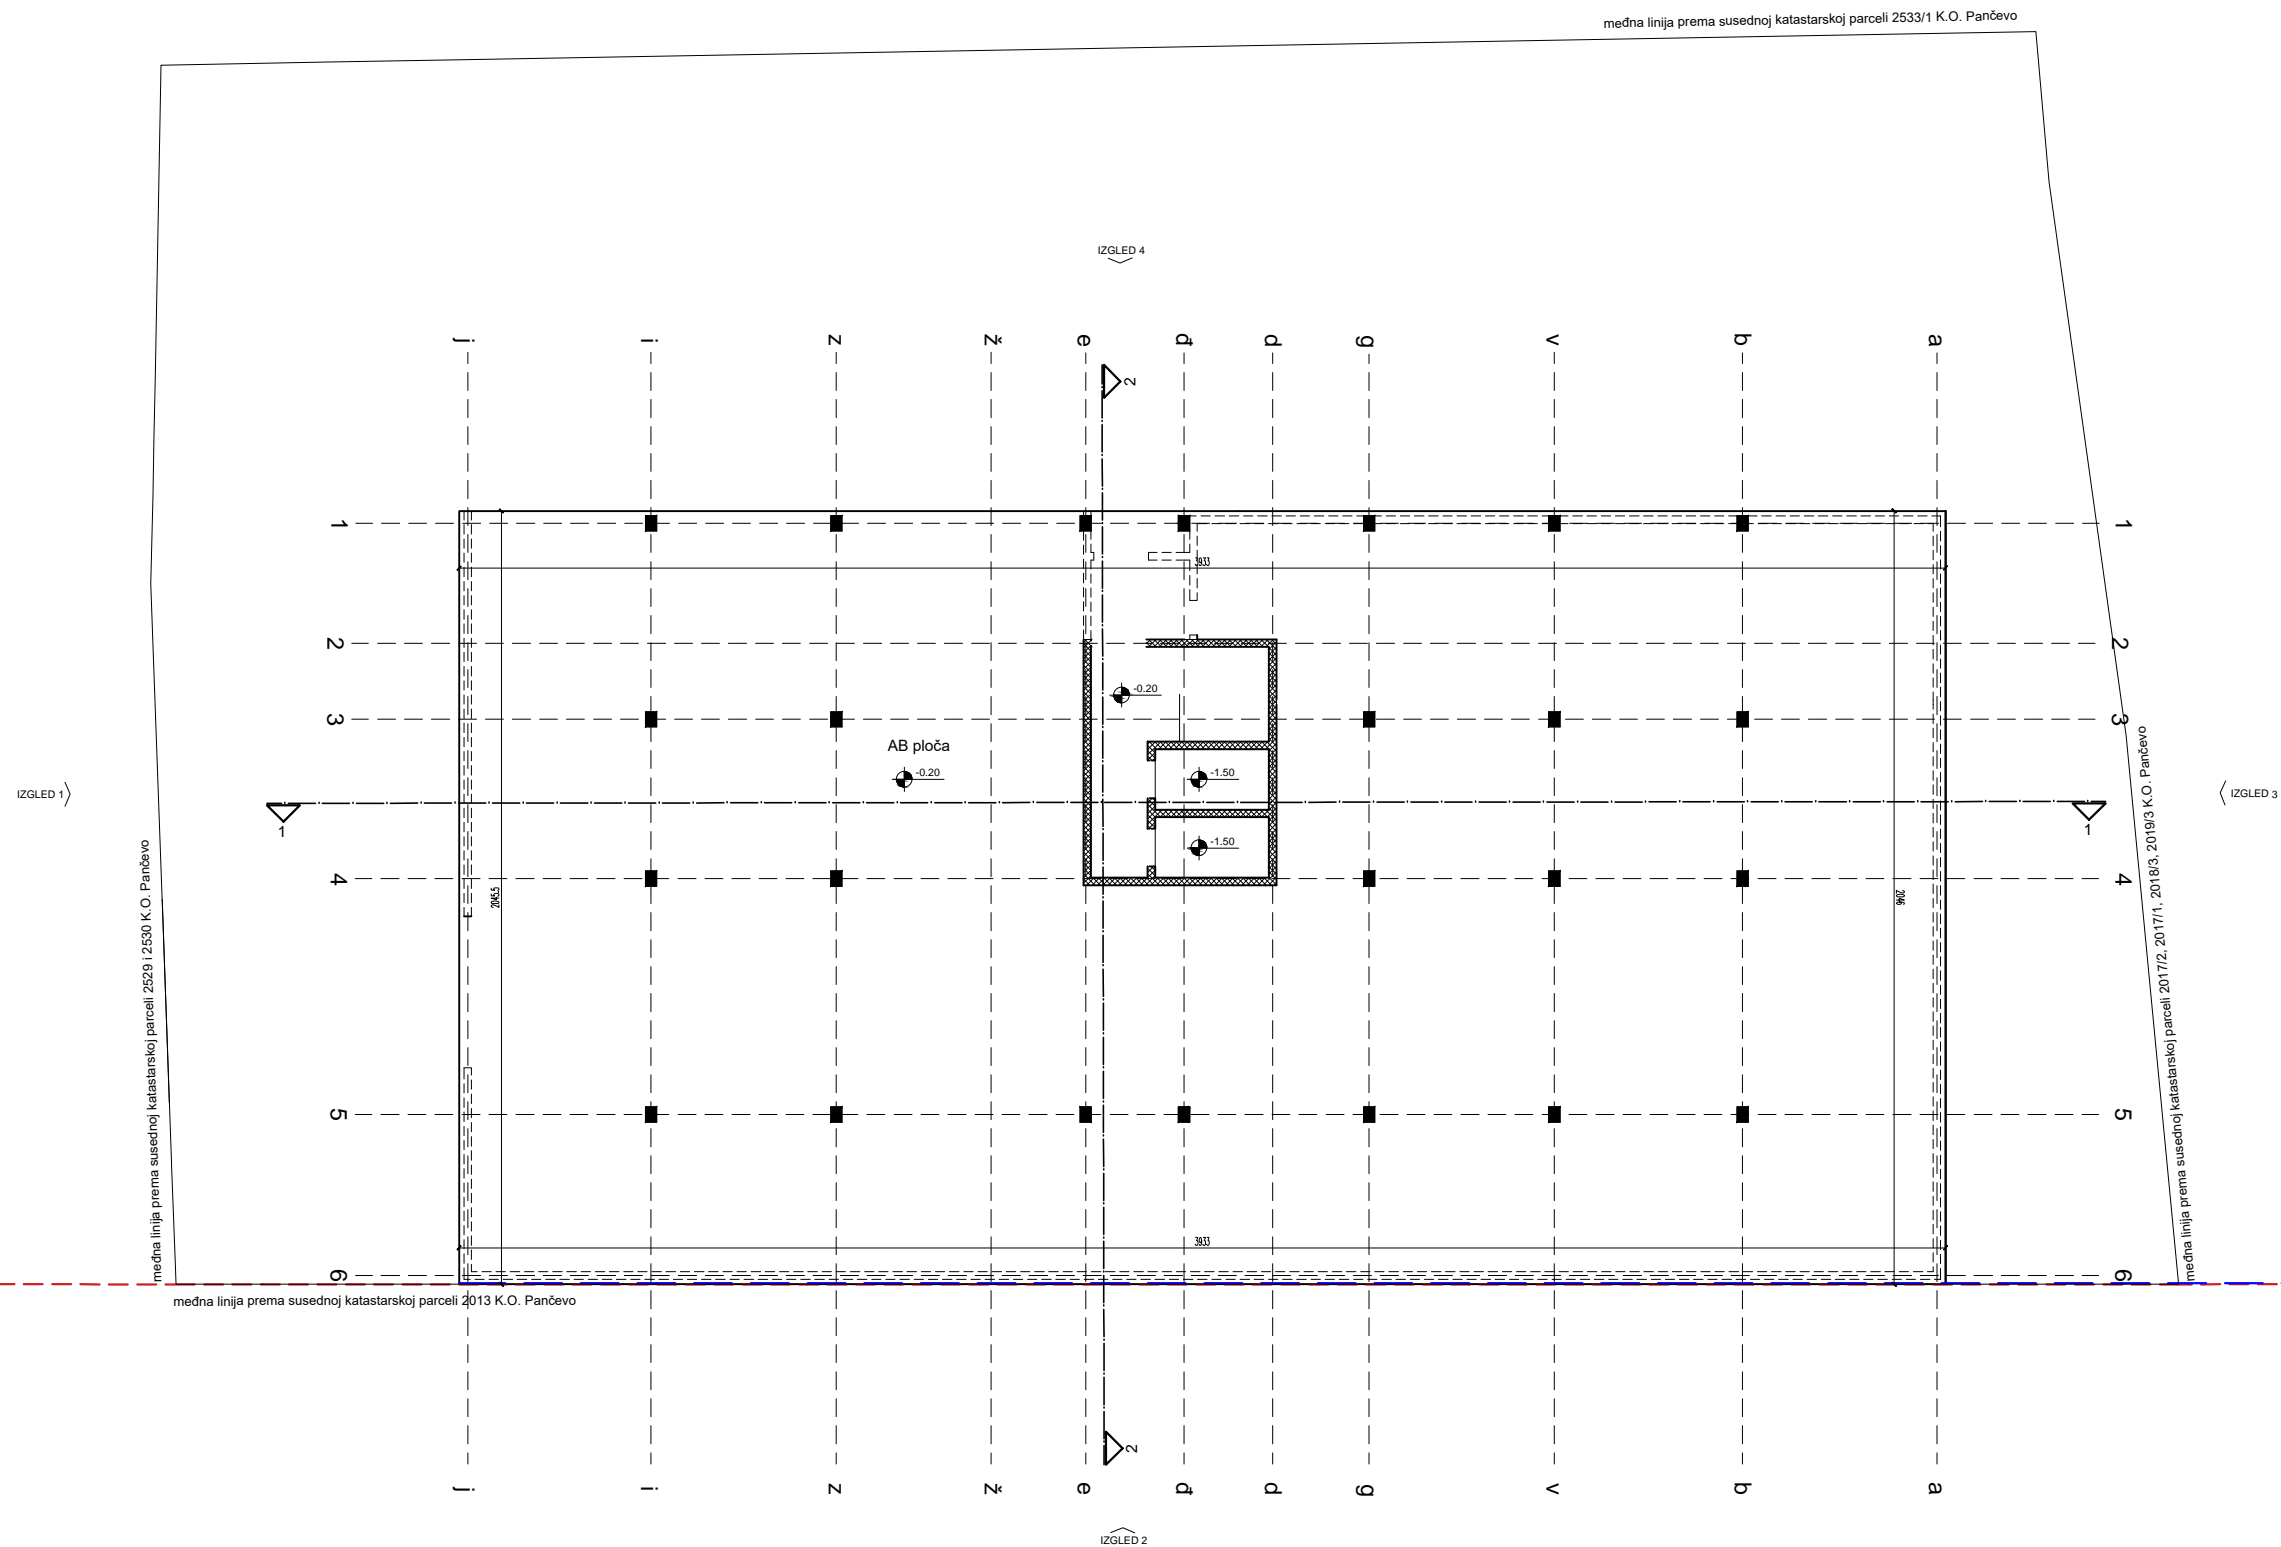 međna linija prema susednoj katastarskoj parceli 2533/1 K.O. Pančevo
IZGLED 4
j i z ž e đ d g v b a
2
1 1
3933
2 2
-0.20
3 3
AB ploča
-0.20
-1.50
IZGLED 1
IZGLED 3
1 1
-1.50
4 4
2045.5
2046
međna linija prema susednoj katastarskoj parceli 2529 i 2530 K.O. Pančevo
međna linija prema susednoj katastarskoj parceli 2017/2, 2017/1, 2018/3, 2019/3 K.O. Pančevo
5 5
3933
6 6
međna linija prema susednoj katastarskoj parceli 2013 K.O. Pančevo
2
j i z ž e đ d g v b a
IZGLED 2